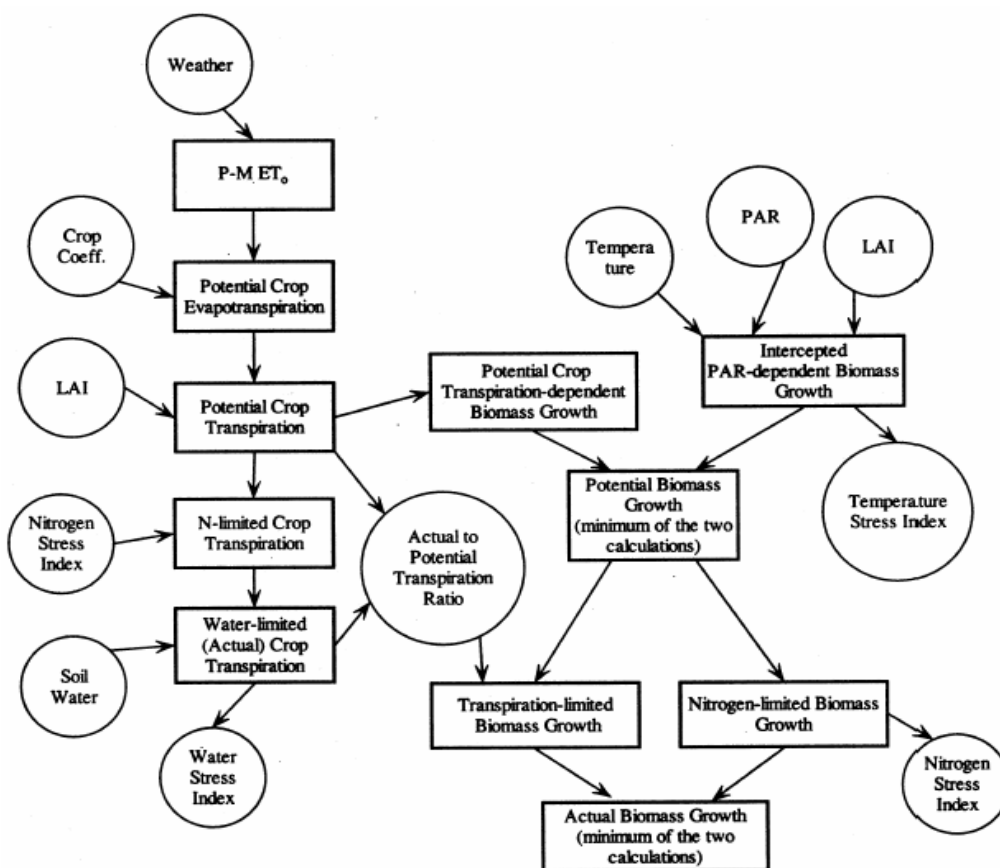 Weather
P-M ETo
PAR
Crop
Coeff.
Tempera
ture
LAI
Potential Crop
Evapotranspiration
Intercepted
PAR-dependent Biomass
Growth
LAI
Potential Crop
Transpiration
Potential Crop
Transpiration-dependent
Biomass Growth
Nitrogen
Stress
Index
N-limited Crop
Transpiration
Actual to
Potential
Transpiration
Ratio
Potential Biomass
Growth
(minimum of the two
calculations)
Temperature
Stress Index
Soil
Water
Water-limited
(Actual) Crop
Transpiration
Transpiration-limited
Biomass Growth
Nitrogen-limited Biomass
Growth
Water
Stress
Index
Nitrogen
Stress
Index
Actual Biomass Growth
(minimum of the two
calculations)